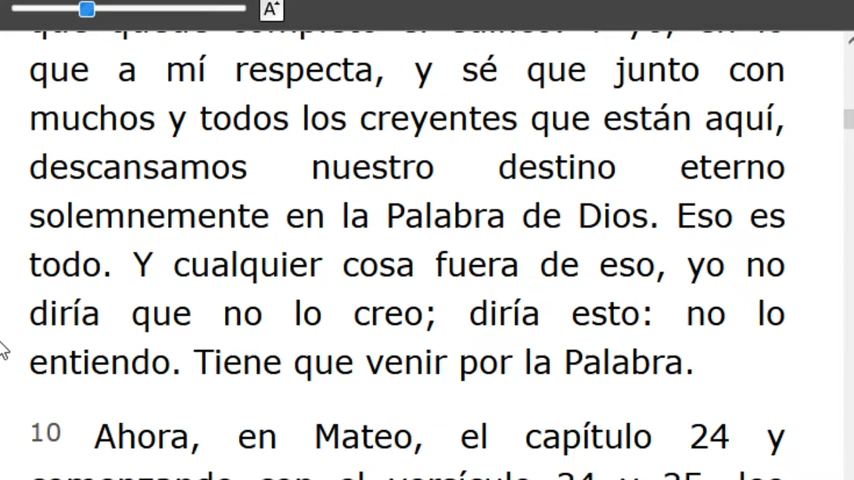 A
que a mí respecta, y sé que junto con
muchos y todos los creyentes que están aquí,
descansamos nuestro destino eterno
solemnemente en la Palabra de Dios. Eso es
todo. Y cualquier cosa fuera de eso, yo no
diría que no lo creo; diría esto: no lo
entiendo. Tiene que venir por la Palabra.
10 Ahora, en Mateo, el capítulo 24 y